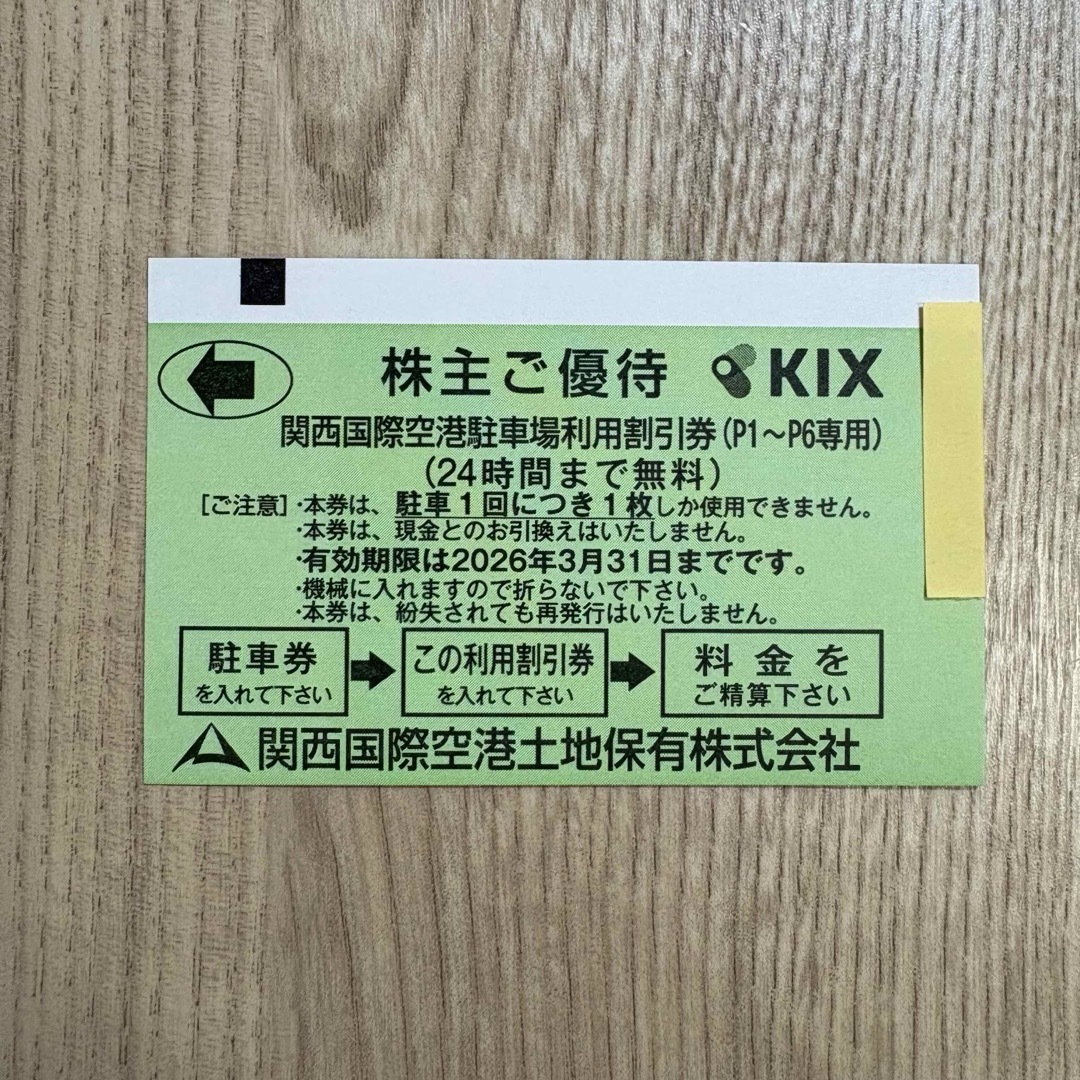 株主ご優待 KIX
関西国際空港駐車場利用割引券(P1～P6専用)
(24時間まで無料)
[ご注意]・本券は、駐車1回につき1枚しか使用できません。
・本券は、現金とのお引換えはいたしません。
・有効期限は2026年3月31日までです。
・機械に入れますので折らないで下さい。
・本券は、紛失されても再発行はいたしません。
駐車券
を入れて下さい
この利用割引券
を入れて下さい
料金を
ご精算下さい
関西国際空港土地保有株式会社